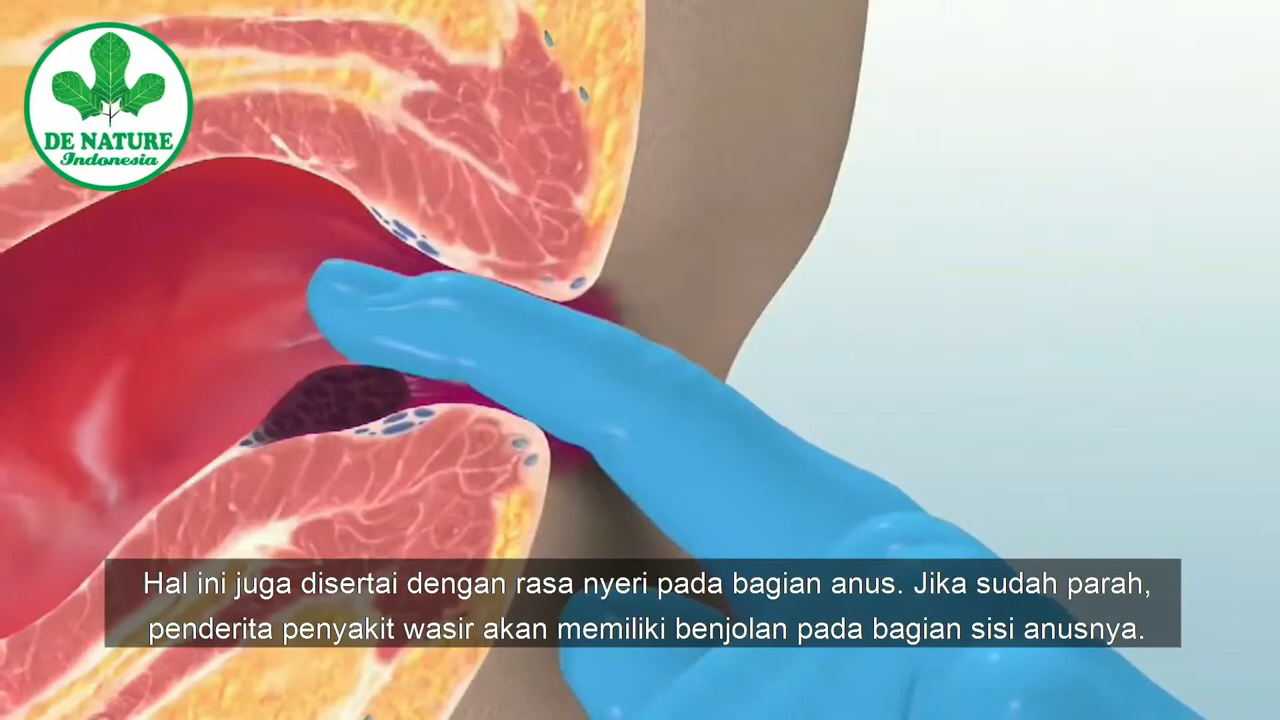 DE NATURE
Indonesia
Hal ini juga disertai dengan rasa nyeri pada bagian anus. Jika sudah parah,
penderita penyakit wasir akan memiliki benjolan pada bagian sisi anusnya.